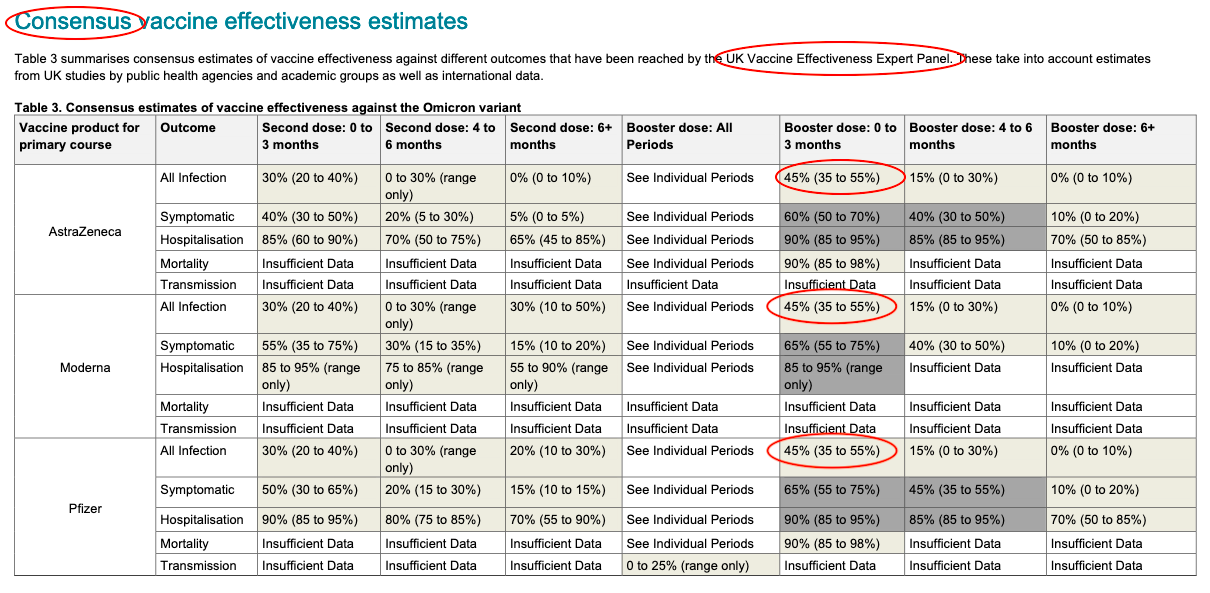 Consensus vaccine effectiveness estimates
Table 3 summarises consensus estimates of vaccine effectiveness against different outcomes that have been reached by the UK Vaccine Effectiveness Expert Panel. These take into account estimates
from UK studies by public health agencies and academic groups as well as international data.
Table 3. Consensus estimates of vaccine effectiveness against the Omicron variant
Vaccine product for primary course | Outcome | Second dose: 0 to 3 months | Second dose: 4 to 6 months | Second dose: 6+ months | Booster dose: All Periods | Booster dose: 0 to 3 months | Booster dose: 4 to 6 months | Booster dose: 6+ months
AstraZeneca | All Infection | 30% (20 to 40%) | 0 to 30% (range only) | 0% (0 to 10%) | See Individual Periods | 45% (35 to 55%) | 15% (0 to 30%) | 0% (0 to 10%)
Symptomatic | 40% (30 to 50%) | 20% (5 to 30%) | 5% (0 to 5%) | See Individual Periods | 60% (50 to 70%) | 40% (30 to 50%) | 10% (0 to 20%)
Hospitalisation | 85% (60 to 90%) | 70% (50 to 75%) | 65% (45 to 85%) | See Individual Periods | 90% (85 to 95%) | 85% (85 to 95%) | 70% (50 to 85%)
Mortality | Insufficient Data | Insufficient Data | Insufficient Data | See Individual Periods | 90% (85 to 98%) | Insufficient Data | Insufficient Data
Transmission | Insufficient Data | Insufficient Data | Insufficient Data | Insufficient Data | Insufficient Data | Insufficient Data | Insufficient Data
Moderna | All Infection | 30% (20 to 40%) | 0 to 30% (range only) | 30% (10 to 50%) | See Individual Periods | 45% (35 to 55%) | 15% (0 to 30%) | 0% (0 to 10%)
Symptomatic | 55% (35 to 75%) | 30% (15 to 35%) | 15% (10 to 20%) | See Individual Periods | 65% (55 to 75%) | 40% (30 to 50%) | 10% (0 to 20%)
Hospitalisation | 85 to 95% (range only) | 75 to 85% (range only) | 55 to 90% (range only) | See Individual Periods | 85 to 95% (range only) | Insufficient Data | Insufficient Data
Mortality | Insufficient Data | Insufficient Data | Insufficient Data | Insufficient Data | Insufficient Data | Insufficient Data | Insufficient Data
Transmission | Insufficient Data | Insufficient Data | Insufficient Data | Insufficient Data | Insufficient Data | Insufficient Data | Insufficient Data
Pfizer | All Infection | 30% (20 to 40%) | 0 to 30% (range only) | 20% (10 to 30%) | See Individual Periods | 45% (35 to 55%) | 15% (0 to 30%) | 0% (0 to 10%)
Symptomatic | 50% (30 to 65%) | 20% (15 to 30%) | 15% (10 to 15%) | See Individual Periods | 65% (55 to 75%) | 45% (35 to 55%) | 10% (0 to 20%)
Hospitalisation | 90% (85 to 95%) | 80% (75 to 85%) | 70% (55 to 90%) | See Individual Periods | 90% (85 to 95%) | 85% (85 to 95%) | 70% (50 to 85%)
Mortality | Insufficient Data | Insufficient Data | Insufficient Data | See Individual Periods | 90% (85 to 98%) | Insufficient Data | Insufficient Data
Transmission | Insufficient Data | Insufficient Data | Insufficient Data | 0 to 25% (range only) | Insufficient Data | Insufficient Data | Insufficient Data